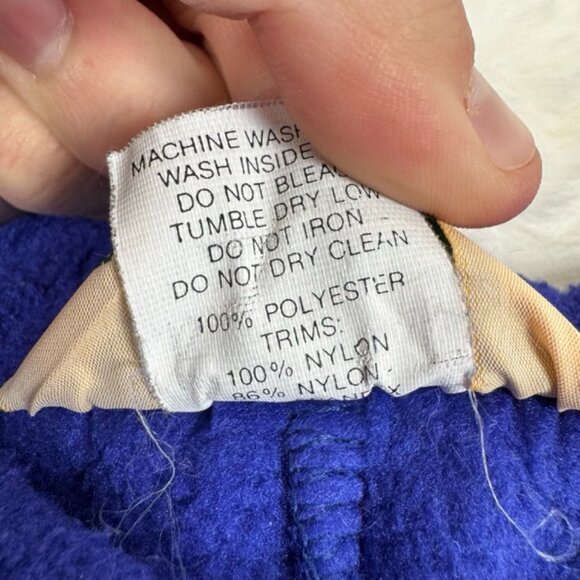 MACHINE WASH
WASH INSIDE
DO NOT BLEAC
TUMBLE DRY LOW
DO NOT IRON
DO NOT DRY CLEAN
100% POLYESTER
TRIMS:
100% NYLON
86% NYLON